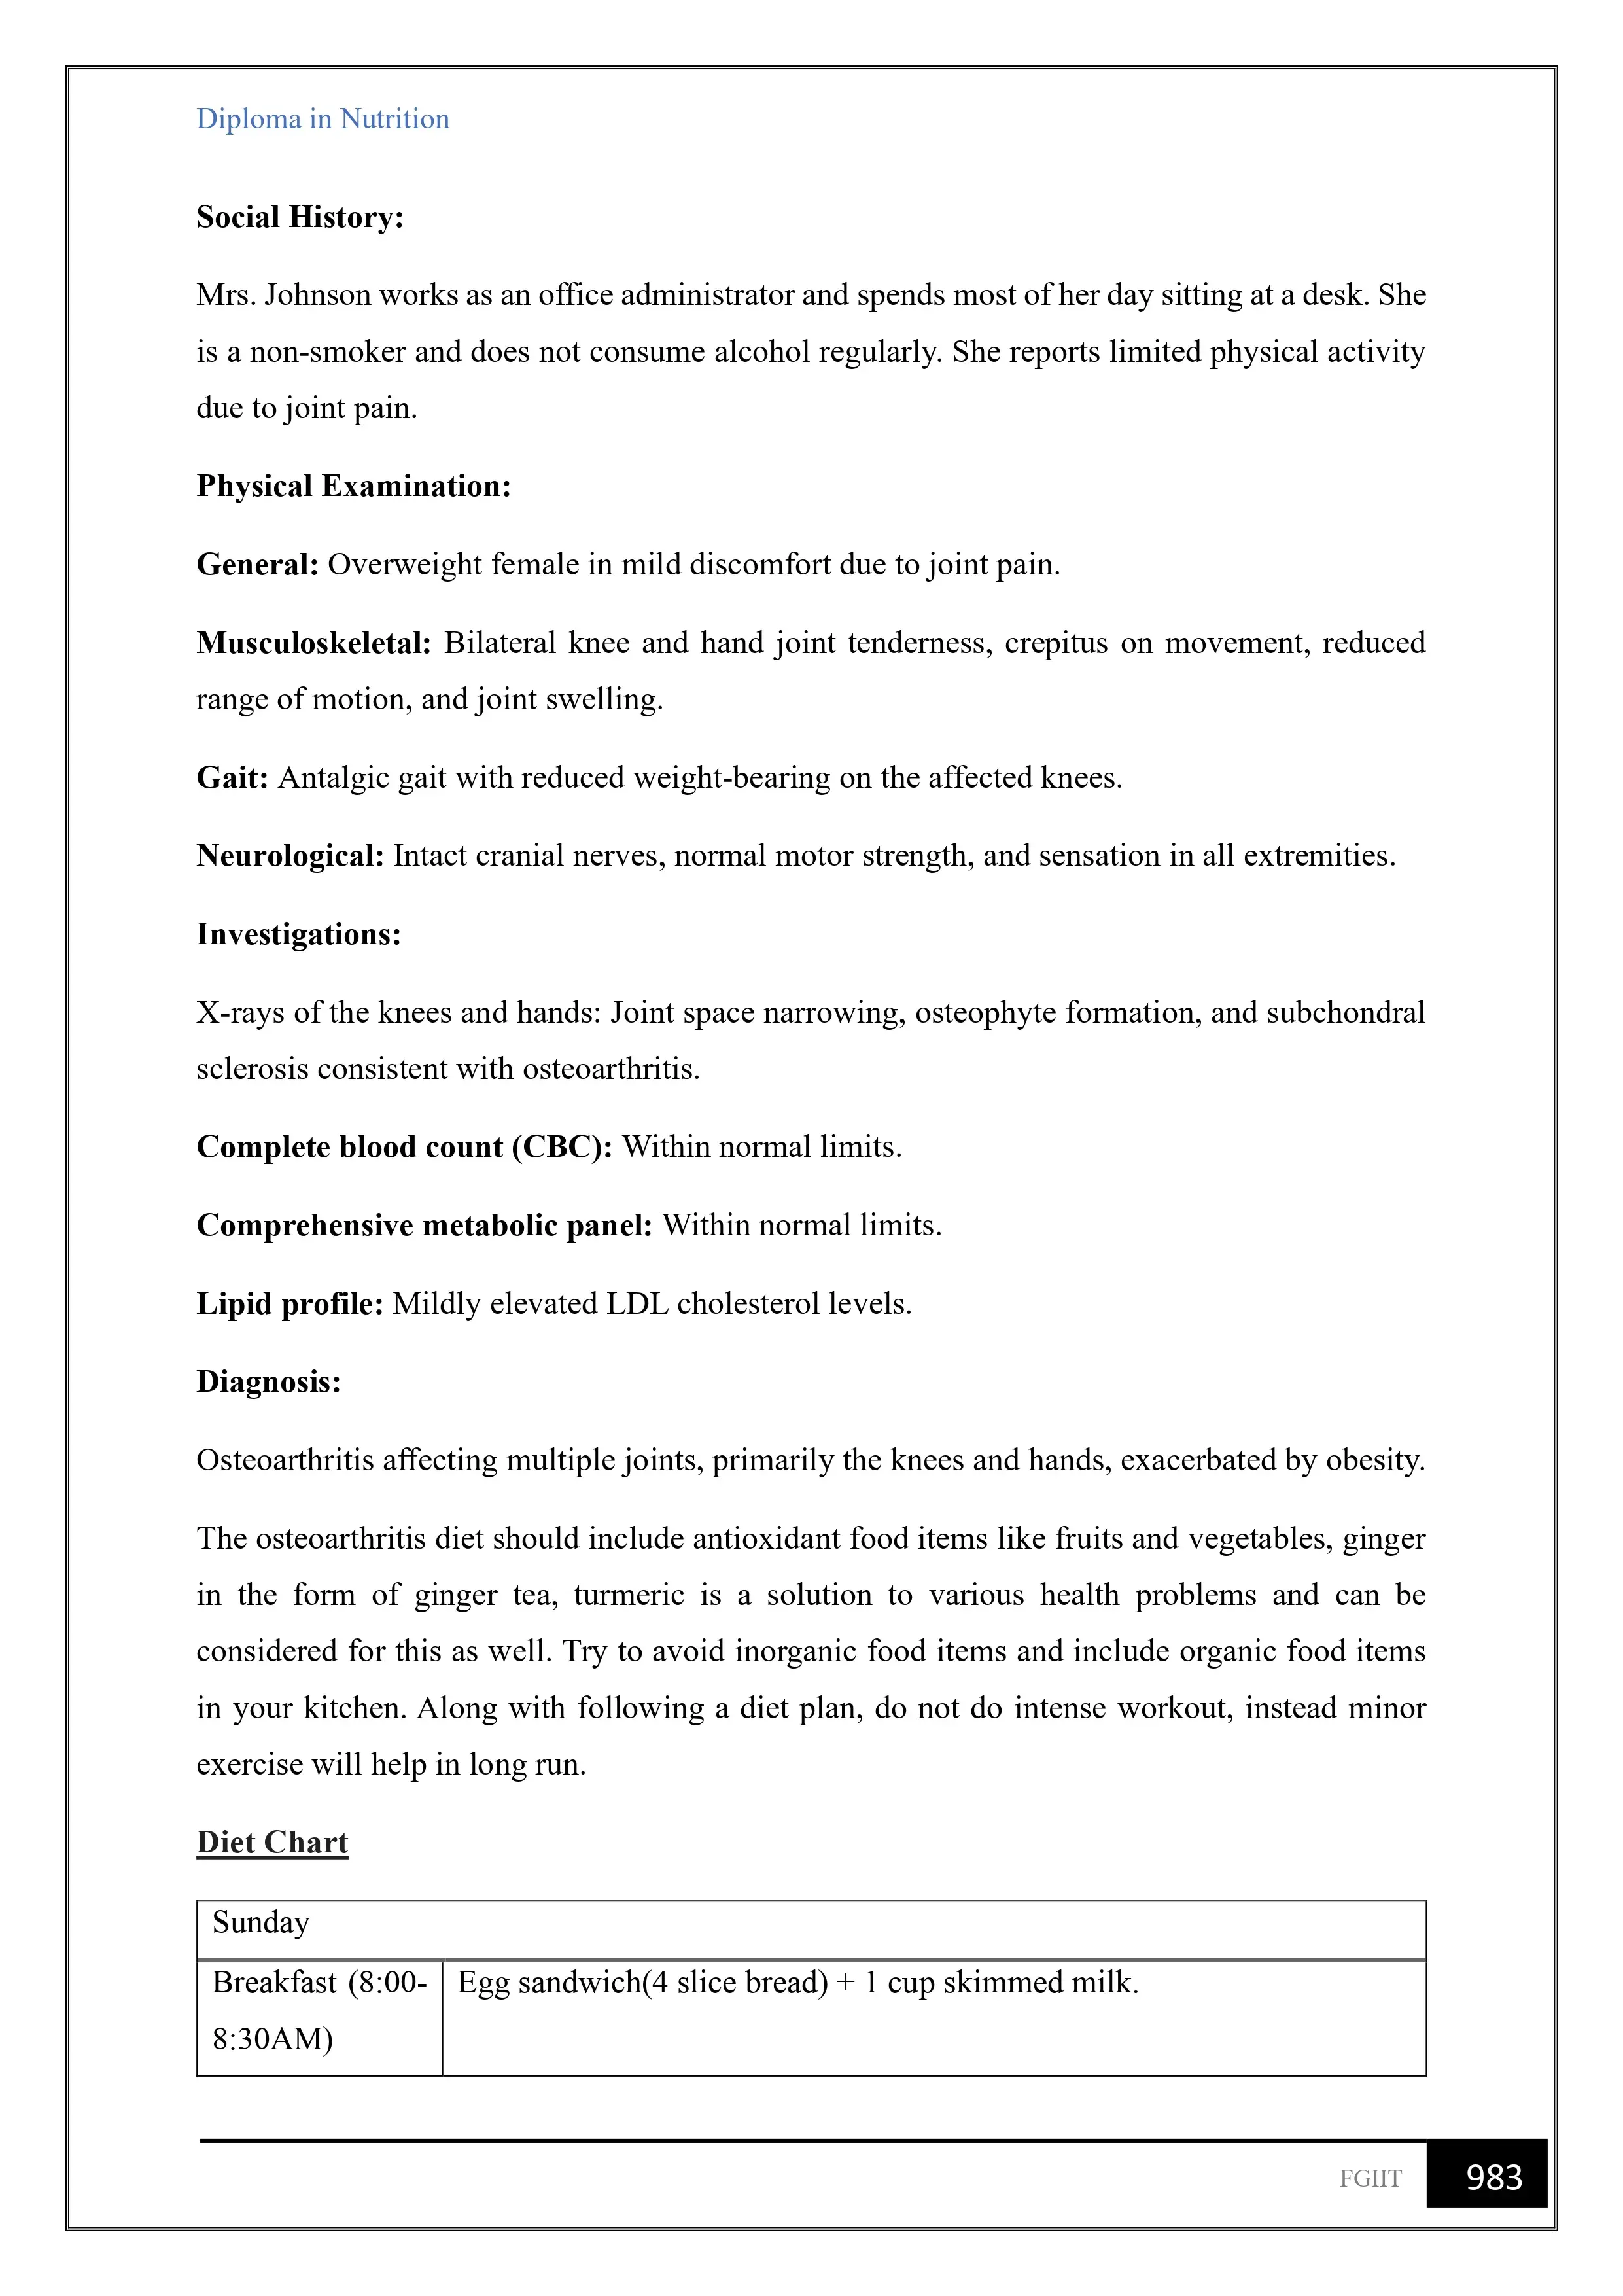 Diploma in Nutrition
Social History:
Mrs. Johnson works as an office administrator and spends most of her day sitting at a desk. She
is a non-smoker and does not consume alcohol regularly. She reports limited physical activity
due to joint pain.
Physical Examination:
General: Overweight female in mild discomfort due to joint pain.
Musculoskeletal: Bilateral knee and hand joint tenderness, crepitus on movement, reduced
range of motion, and joint swelling.
Gait: Antalgic gait with reduced weight-bearing on the affected knees.
Neurological: Intact cranial nerves, normal motor strength, and sensation in all extremities.
Investigations:
X-rays of the knees and hands: Joint space narrowing, osteophyte formation, and subchondral
sclerosis consistent with osteoarthritis.
Complete blood count (CBC): Within normal limits.
Comprehensive metabolic panel: Within normal limits.
Lipid profile: Mildly elevated LDL cholesterol levels.
Diagnosis:
Osteoarthritis affecting multiple joints, primarily the knees and hands, exacerbated by obesity.
The osteoarthritis diet should include antioxidant food items like fruits and vegetables, ginger
in the form of ginger tea, turmeric is a solution to various health problems and can be
considered for this as well. Try to avoid inorganic food items and include organic food items
in your kitchen. Along with following a diet plan, do not do intense workout, instead minor
exercise will help in long run.
Diet Chart
Sunday
Breakfast (8:00-
8:30AM)
Egg sandwich(4 slice bread) + 1 cup skimmed milk.
FGIIT
983